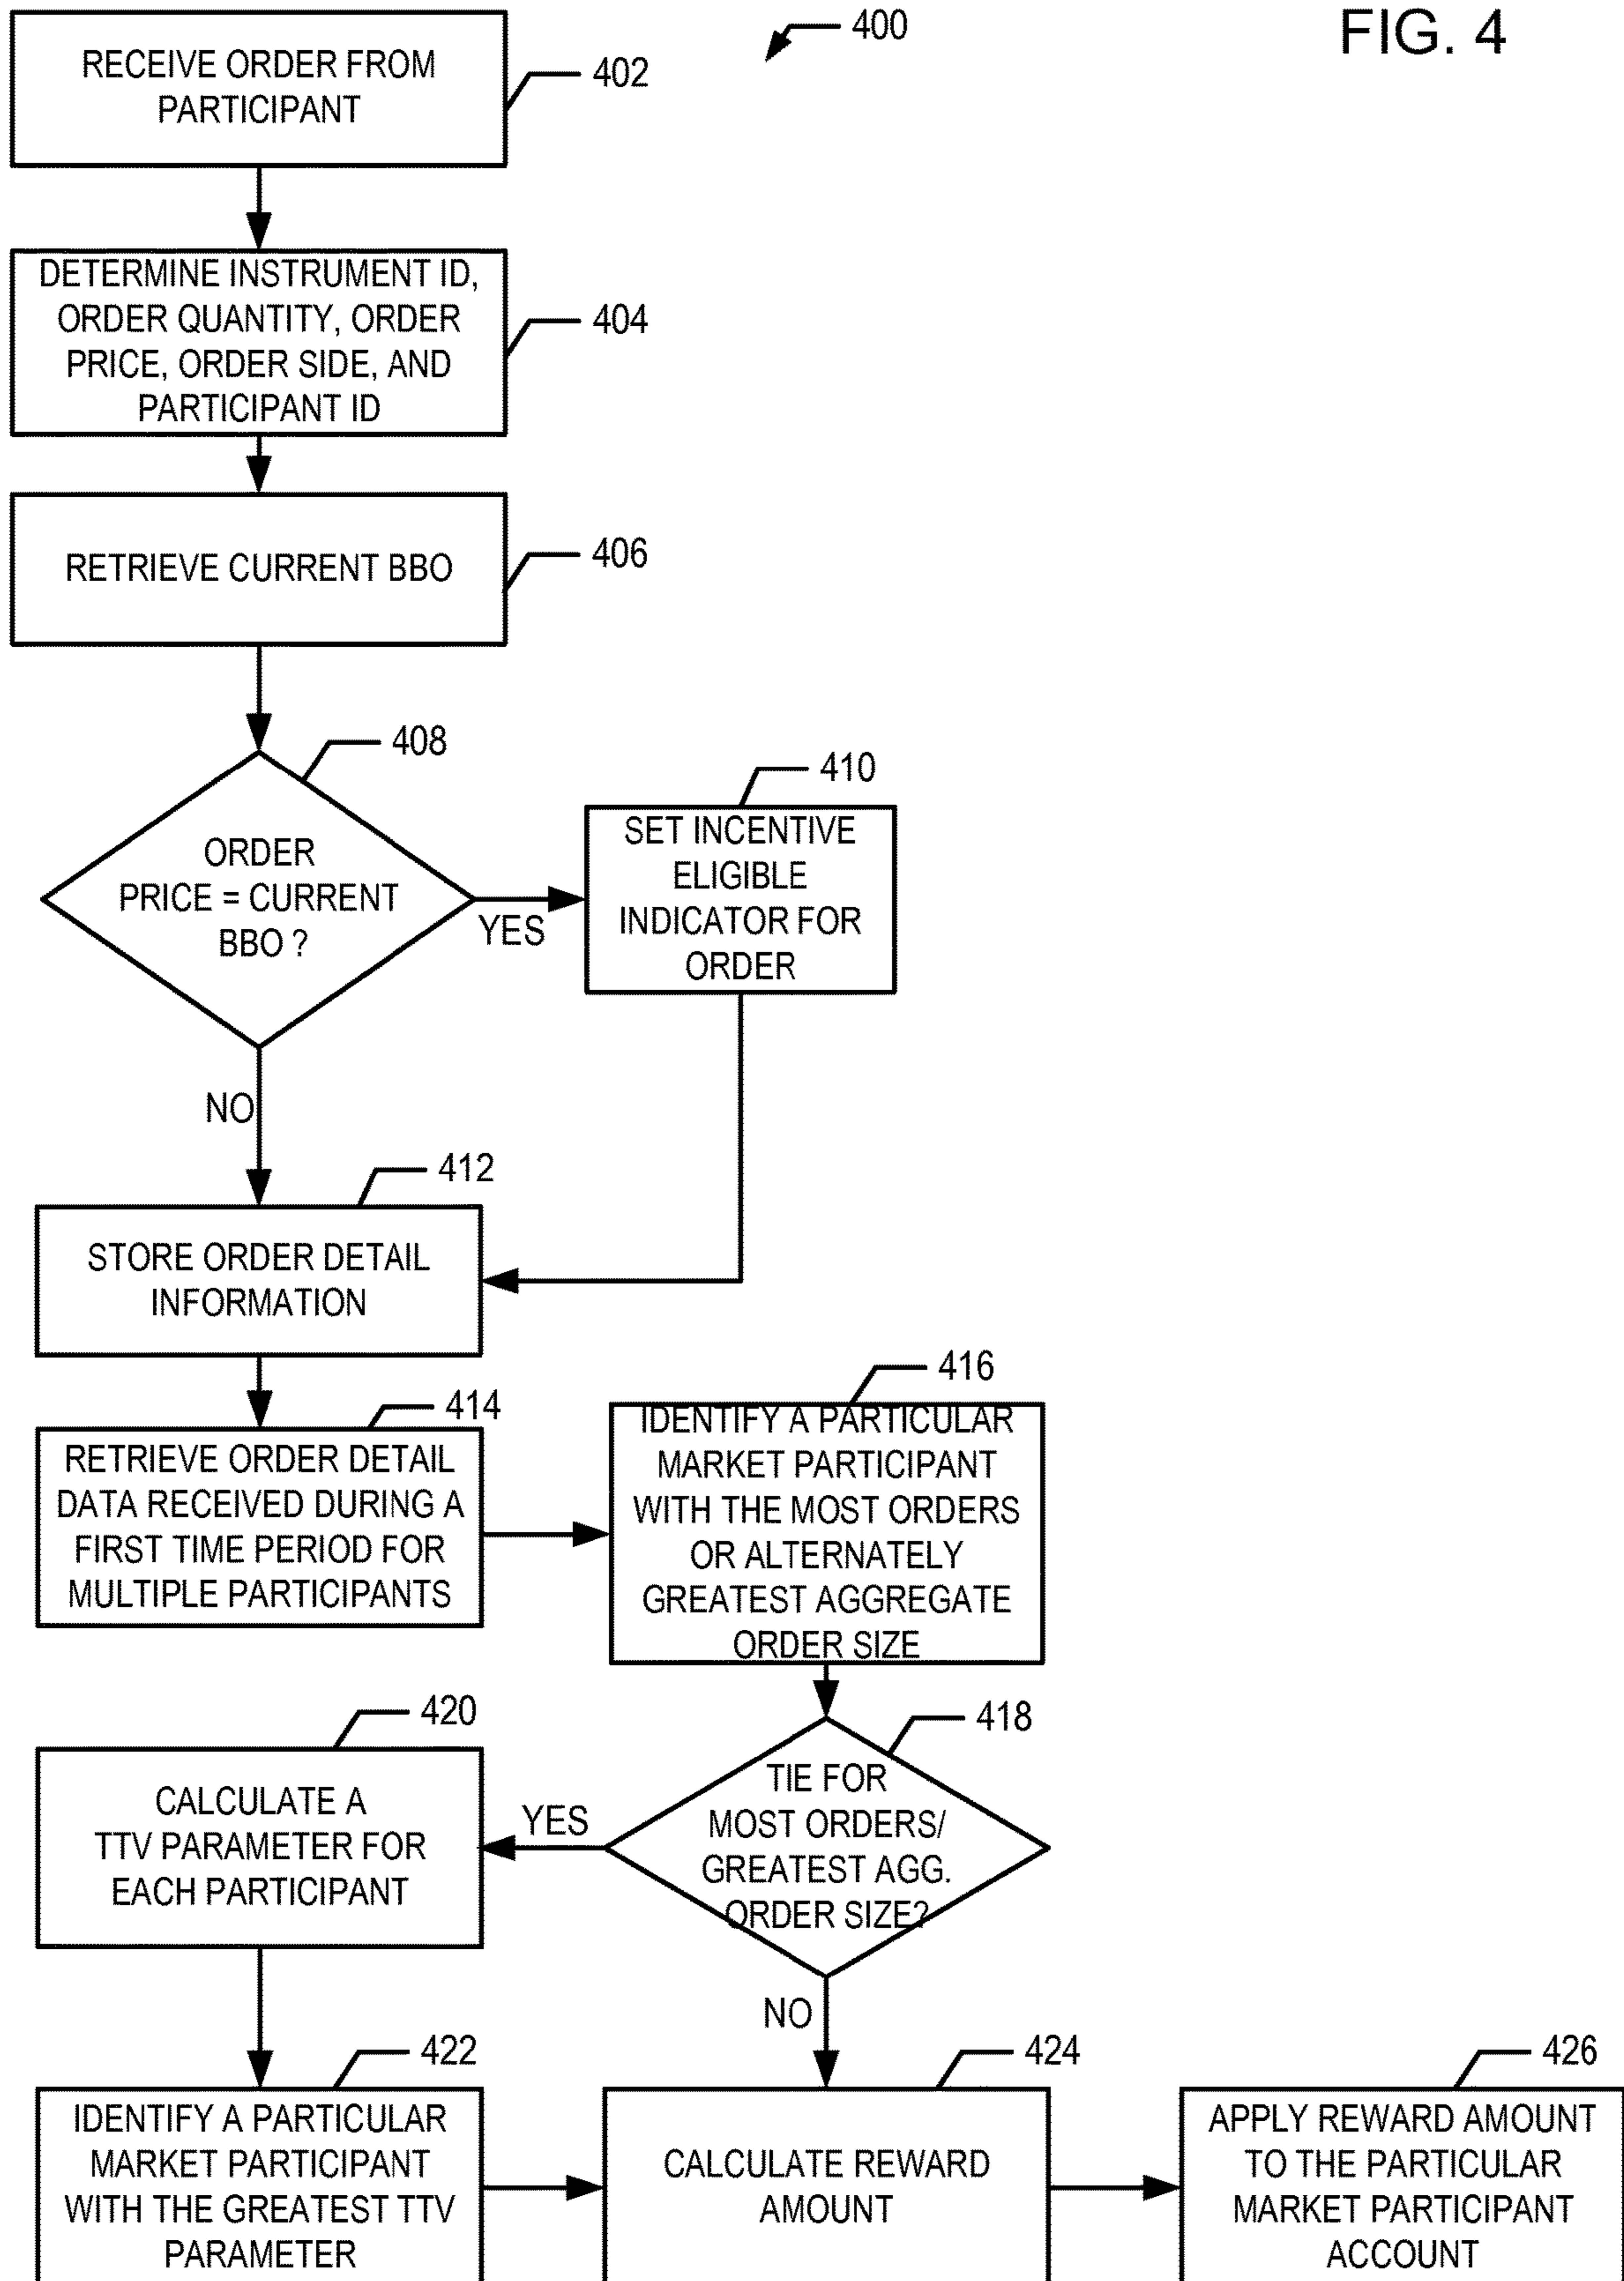 400
FIG. 4
RECEIVE ORDER FROM
PARTICIPANT
402
DETERMINE INSTRUMENT ID,
ORDER QUANTITY, ORDER
PRICE, ORDER SIDE, AND
PARTICIPANT ID
404
RETRIEVE CURRENT BBO
406
408
ORDER
PRICE = CURRENT
BBO ?
YES
NO
410
SET INCENTIVE
ELIGIBLE
INDICATOR FOR
ORDER
412
STORE ORDER DETAIL
INFORMATION
414
RETRIEVE ORDER DETAIL
DATA RECEIVED DURING A
FIRST TIME PERIOD FOR
MULTIPLE PARTICIPANTS
416
IDENTIFY A PARTICULAR
MARKET PARTICIPANT
WITH THE MOST ORDERS
OR ALTERNATELY
GREATEST AGGREGATE
ORDER SIZE
418
TIE FOR
MOST ORDERS/
GREATEST AGG.
ORDER SIZE?
YES
NO
420
CALCULATE A
TTV PARAMETER FOR
EACH PARTICIPANT
422
IDENTIFY A PARTICULAR
MARKET PARTICIPANT
WITH THE GREATEST TTV
PARAMETER
424
CALCULATE REWARD
AMOUNT
426
APPLY REWARD AMOUNT
TO THE PARTICULAR
MARKET PARTICIPANT
ACCOUNT